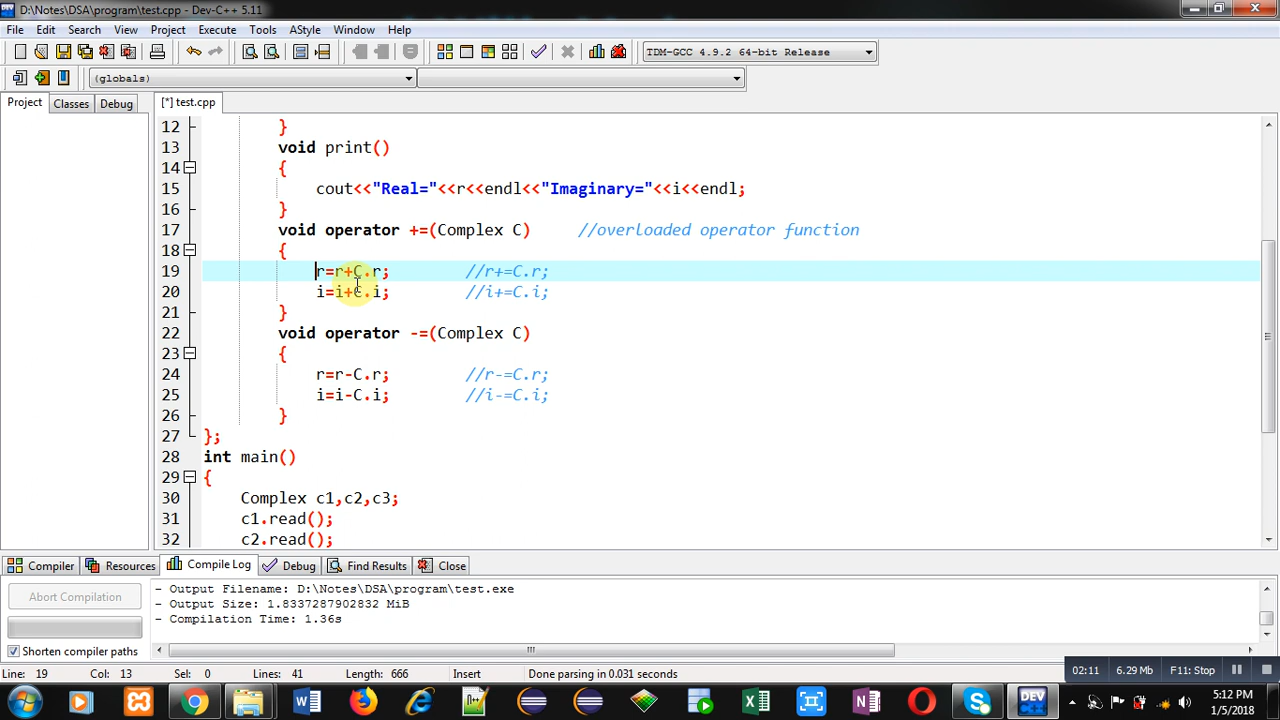 D:\Notes\DSA\program\test.cpp - Dev-C++ 5.11
File Edit Search View Project Execute Tools AStyle Window Help
TDM-GCC 4.9.2 64-bit Release
(globals)
Project Classes Debug [*] test.cpp
12 }
13 void print()
14 {
15 cout<<"Real="<<r<<endl<<"Imaginary="<<i<<endl;
16 }
17 void operator +=(Complex C) //overloaded operator function
18 {
19 r=r+C.r; //r+=C.r;
20 i=i+C.i; //i+=C.i;
21 }
22 void operator -=(Complex C)
23 {
24 r=r-C.r; //r-=C.r;
25 i=i-C.i; //i-=C.i;
26 }
27 };
28 int main()
29 {
30 Complex c1,c2,c3;
31 c1.read();
32 c2.read();
Compiler Resources Compile Log Debug Find Results Close
Abort Compilation
- Output Filename: D:\Notes\DSA\program\test.exe
- Output Size: 1.8337287902832 MiB
- Compilation Time: 1.36s
Shorten compiler paths
Line: 19 Col: 13 Sel: 0 Lines: 41 Length: 666 Insert Done parsing in 0.031 seconds
02:11 6.29 Mb F11: Stop
DEV
5:12 PM
1/5/2018